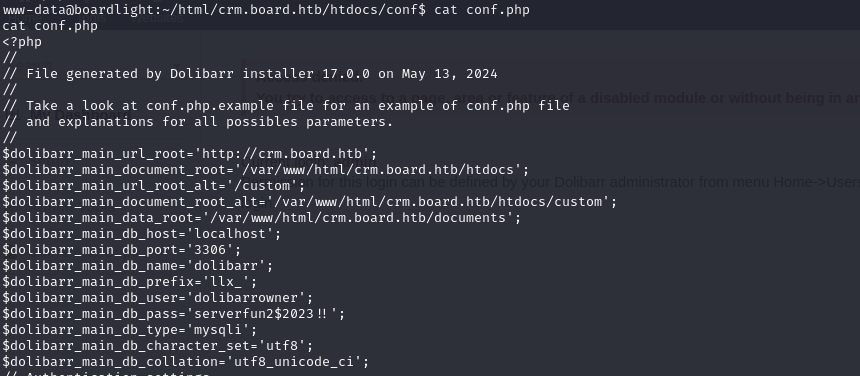 www-data@boardlight:~/html/crm.board.htb/htdocs/conf$ cat conf.php
cat conf.php
<?php
//
// File generated by Dolibarr installer 17.0.0 on May 13, 2024
//
// Take a look at conf.php.example file for an example of conf.php file
// and explanations for all possibles parameters.
//
$dolibarr_main_url_root='http://crm.board.htb';
$dolibarr_main_document_root='/var/www/html/crm.board.htb/htdocs';
$dolibarr_main_url_root_alt='/custom';
$dolibarr_main_document_root_alt='/var/www/html/crm.board.htb/htdocs/custom';
$dolibarr_main_data_root='/var/www/html/crm.board.htb/documents';
$dolibarr_main_db_host='localhost';
$dolibarr_main_db_port='3306';
$dolibarr_main_db_name='dolibarr';
$dolibarr_main_db_prefix='llx_';
$dolibarr_main_db_user='dolibarrowner';
$dolibarr_main_db_pass='serverfun2$2023!!';
$dolibarr_main_db_type='mysqli';
$dolibarr_main_db_character_set='utf8';
$dolibarr_main_db_collation='utf8_unicode_ci';
// Authentication settings